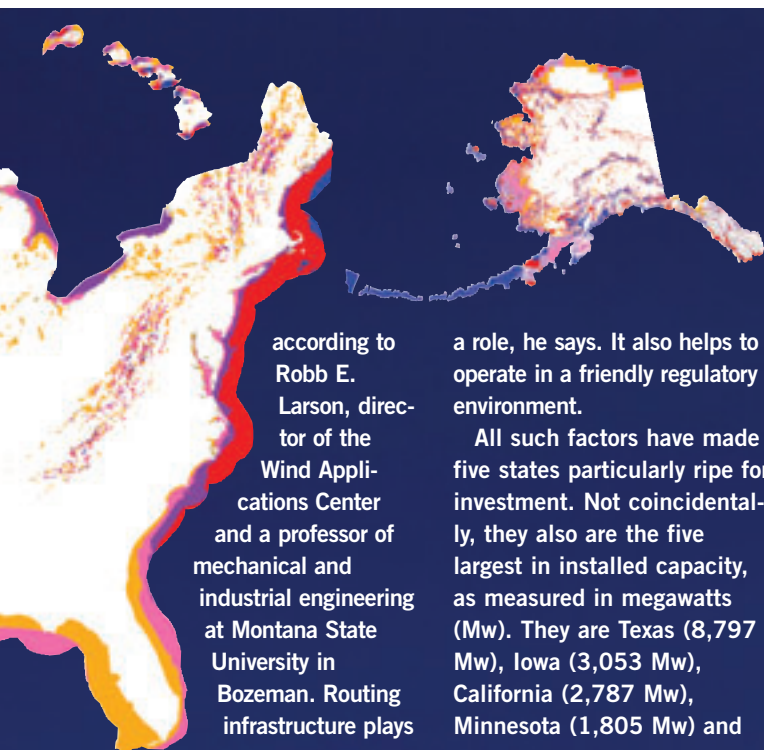 according to
Robb E.
Larson, direc-
tor of the
Wind Appli-
cations Center
and a professor of
mechanical and
industrial engineering
at Montana State
University in
Bozeman. Routing
infrastructure plays
a role, he says. It also helps to
operate in a friendly regulatory
environment.
All such factors have made
five states particularly ripe for
investment. Not coincidental-
ly, they also are the five
largest in installed capacity,
as measured in megawatts
(Mw). They are Texas (8,797
Mw), Iowa (3,053 Mw),
California (2,787 Mw),
Minnesota (1,805 Mw) and